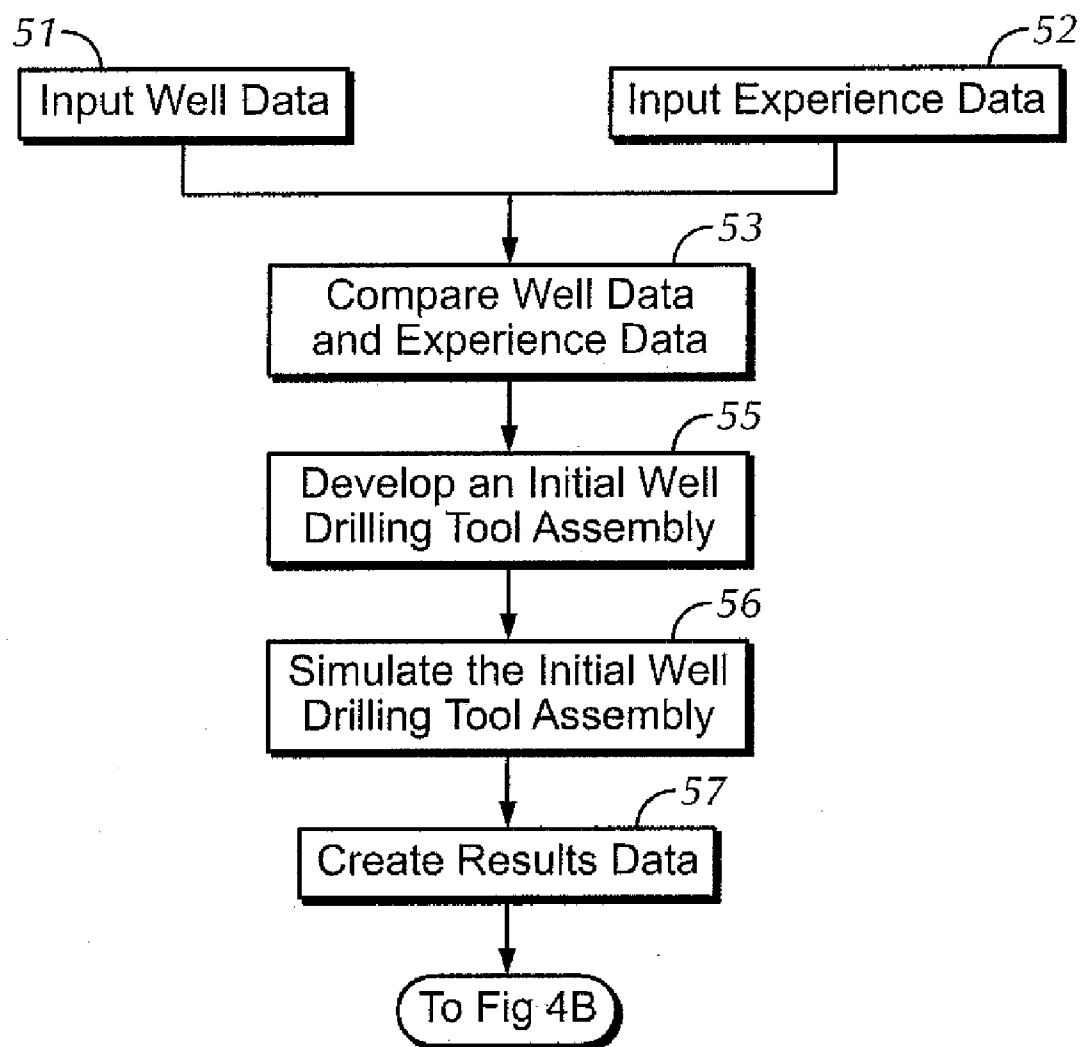 51
Input Well Data
52
Input Experience Data
53
Compare Well Data
and Experience Data
55
Develop an Initial Well
Drilling Tool Assembly
56
Simulate the Initial Well
Drilling Tool Assembly
57
Create Results Data
To Fig 4B